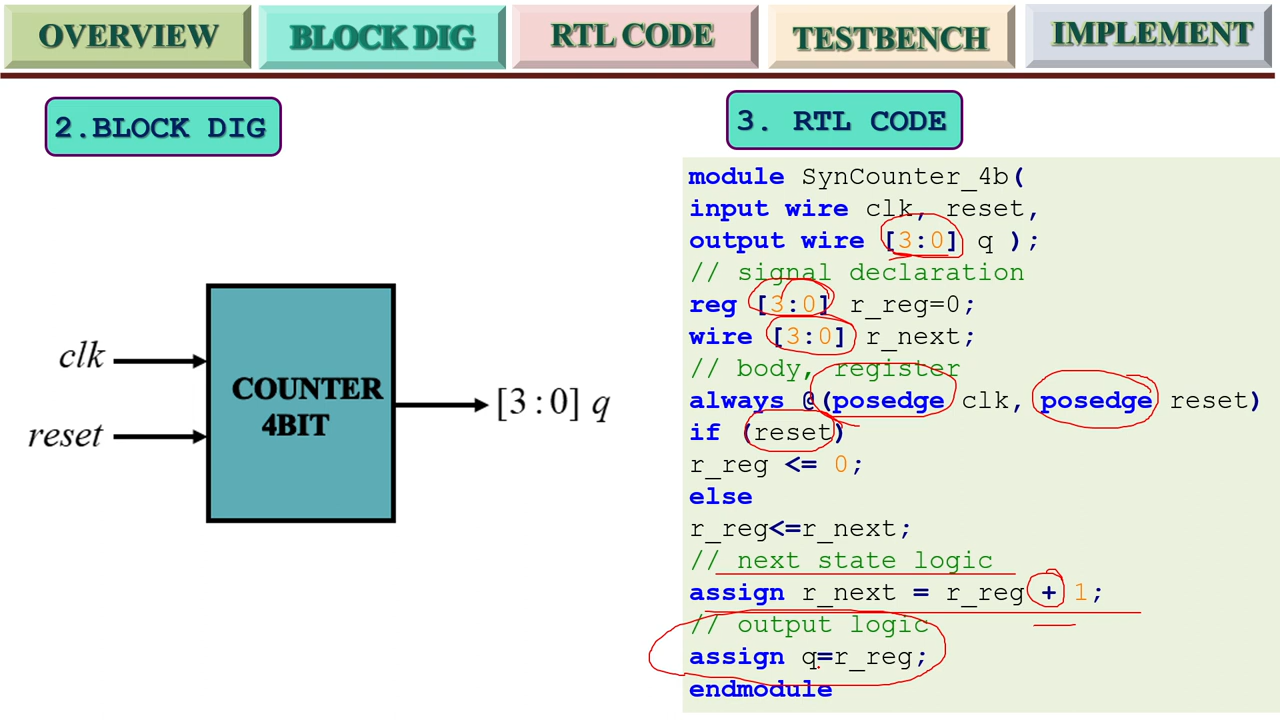 OVERVIEW
BLOCK DIG
RTL CODE
TESTBENCH
IMPLEMENT
2.BLOCK DIG
clk
reset
COUNTER
4BIT
[3:0] q
3. RTL CODE
module SynCounter_4b(
input wire clk, reset,
output wire [3:0] q );
// signal declaration
reg [3:0] r_reg=0;
wire [3:0] r_next;
// body, register
always @(posedge clk, posedge reset)
if (reset)
r_reg <= 0;
else
r_reg<=r_next;
// next state logic
assign r_next = r_reg + 1;
// output logic
assign q=r_reg;
endmodule